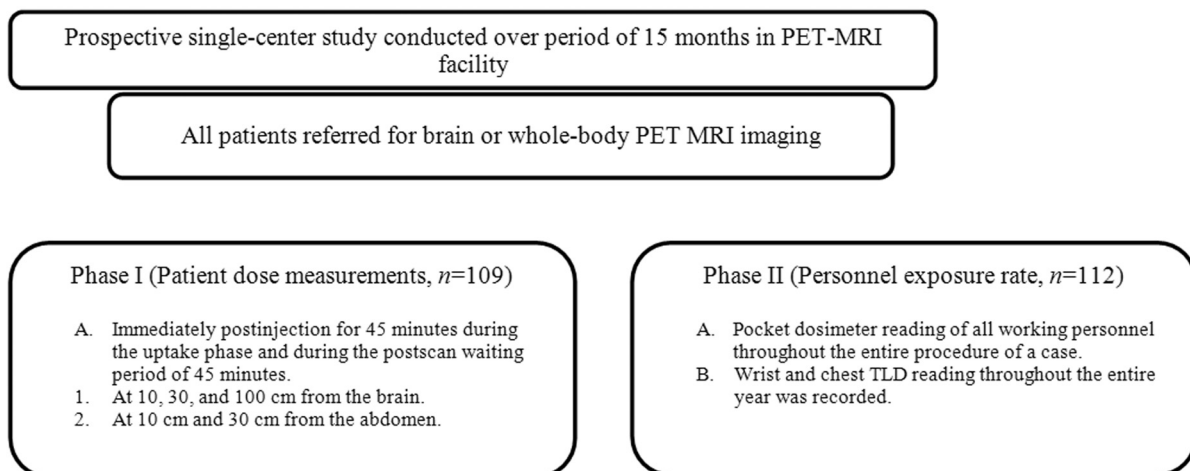 Prospective single-center study conducted over period of 15 months in PET-MRI
facility
All patients referred for brain or whole-body PET MRI imaging
Phase I (Patient dose measurements, n=109)
A. Immediately postinjection for 45 minutes during
the uptake phase and during the postscan waiting
period of 45 minutes.
1. At 10, 30, and 100 cm from the brain.
2. At 10 cm and 30 cm from the abdomen.
Phase II (Personnel exposure rate, n=112)
A. Pocket dosimeter reading of all working personnel
throughout the entire procedure of a case.
B. Wrist and chest TLD reading throughout the entire
year was recorded.